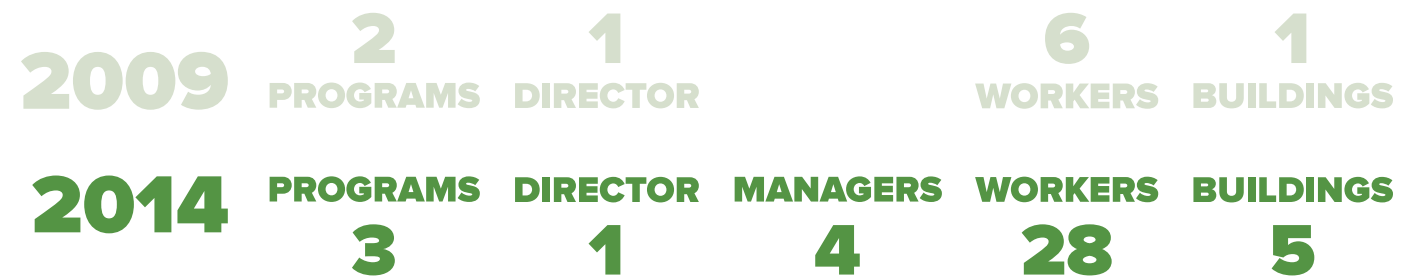 2009
2 1 6 1
PROGRAMS DIRECTOR WORKERS BUILDINGS
2014
PROGRAMS DIRECTOR MANAGERS WORKERS BUILDINGS
3 1 4 28 5